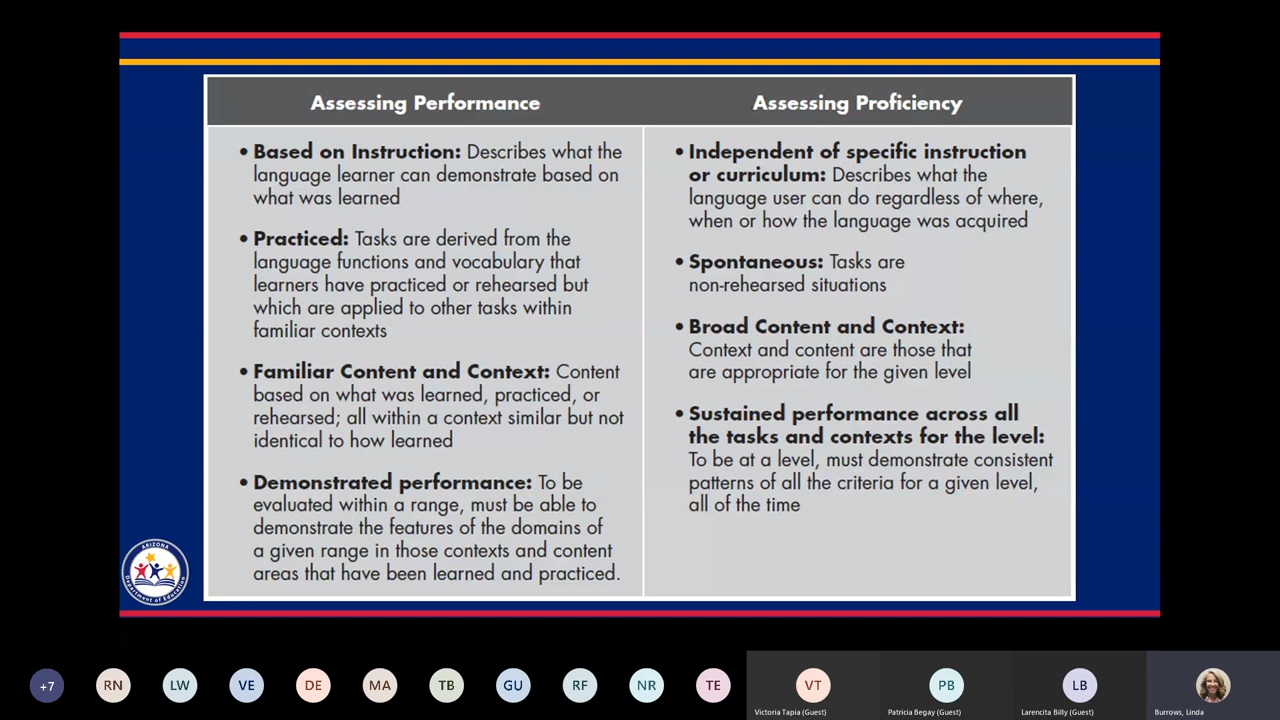 Assessing Performance
Assessing Proficiency
• Based on Instruction: Describes what the
language learner can demonstrate based on
what was learned
• Practiced: Tasks are derived from the
language functions and vocabulary that
learners have practiced or rehearsed but
which are applied to other tasks within
familiar contexts
• Familiar Content and Context: Content
based on what was learned, practiced, or
rehearsed; all within a context similar but not
identical to how learned
• Demonstrated performance: To be
evaluated within a range, must be able to
demonstrate the features of the domains of
a given range in those contexts and content
areas that have been learned and practiced.
• Independent of specific instruction
or curriculum: Describes what the
language user can do regardless of where,
when or how the language was acquired
• Spontaneous: Tasks are
non-rehearsed situations
• Broad Content and Context:
Context and content are those that
are appropriate for the given level
• Sustained performance across all
the tasks and contexts for the level:
To be at a level, must demonstrate consistent
patterns of all the criteria for a given level,
all of the time
ARIZONA
Department of Education
+7
RN
LW
VE
DE
MA
TB
GU
RF
NR
TE
VT
PB
LB
Victoria Tapia (Guest)
Patricia Begay (Guest)
Larencita Billy (Guest)
Burrows, Linda